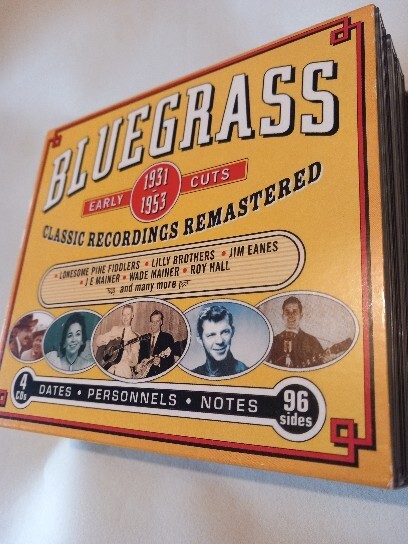 BLUEGRASS
EARLY 1931 - 1953 CUTS
CLASSIC RECORDINGS REMASTERED
• LONESOME PINE FIDDLERS • LILLY BROTHERS • JIM EANES
• J E MAINER • WADE MAINER • ROY HALL
and many more
4 CDs DATES • PERSONNELS • NOTES 96 sides